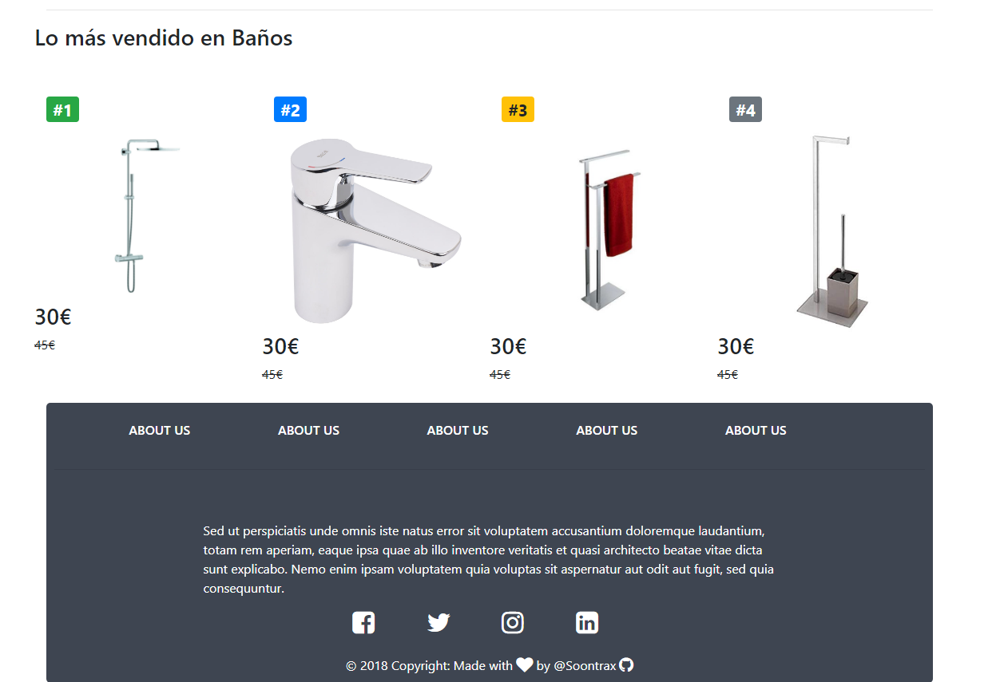 Lo más vendido en Baños
#1
#2
#3
#4
30€
45€
30€
45€
30€
45€
30€
45€
ABOUT US
ABOUT US
ABOUT US
ABOUT US
ABOUT US
Sed ut perspiciatis unde omnis iste natus error sit voluptatem accusantium doloremque laudantium,
totam rem aperiam, eaque ipsa quae ab illo inventore veritatis et quasi architecto beatae vitae dicta
sunt explicabo. Nemo enim ipsam voluptatem quia voluptas sit aspernatur aut odit aut fugit, sed quia
consequuntur.
© 2018 Copyright: Made with by @Soontrax